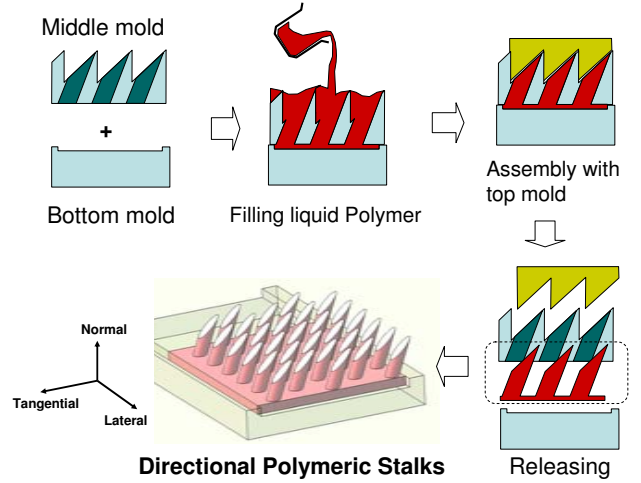 Middle mold
+
Bottom mold
Filling liquid Polymer
Assembly with
top mold
Normal
Tangential
Lateral
Directional Polymeric Stalks
Releasing